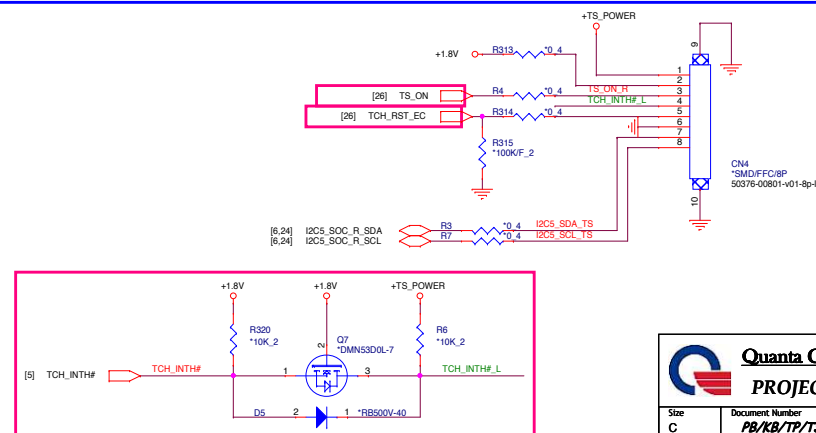 +TS_POWER
+1.8V R313 *0_4
9
[26] TS_ON R4 *0_4 TS_ON_H
TCH_INTH#_L
[26] TCH_RST_EC R314 *0_4
1
2
3
4
5
6
7
8
R315
*100K/F_2
CN4
*SMD/FFC/8P
50376-00801-v01-8p-l
10
[6,24] I2C5_SOC_R_SDA R3 *0_4 I2C5_SDA_TS
[6,24] I2C5_SOC_R_SCL R7 *0_4 I2C5_SCL_TS
+1.8V +1.8V +TS_POWER
R320
*10K_2
2
Q7
*DMN53D0L-7
R6
*10K_2
[5] TCH_INTH# TCH_INTH# 1 3 TCH_INTH#_L
D5 2 1 *RB500V-40
Quanta C
PROJEC
Size
C
Document Number
PB/KB/TP/TS